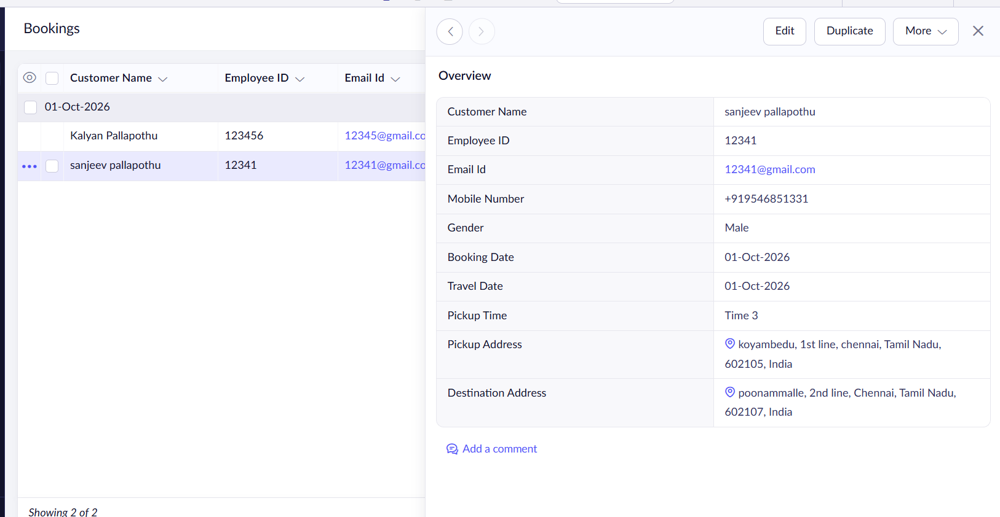 Bookings
Customer Name Employee ID Email Id
01-Oct-2026
Kalyan Pallapothu 123456 12345@gmail.co
sanjeev pallapothu 12341 12341@gmail.co
Showing 2 of 2
Edit Duplicate More
Overview
Customer Name sanjeev pallapothu
Employee ID 12341
Email Id 12341@gmail.com
Mobile Number +919546851331
Gender Male
Booking Date 01-Oct-2026
Travel Date 01-Oct-2026
Pickup Time Time 3
Pickup Address koyambedu, 1st line, chennai, Tamil Nadu,
602105, India
Destination Address poonammalle, 2nd line, Chennai, Tamil Nadu,
602107, India
Add a comment